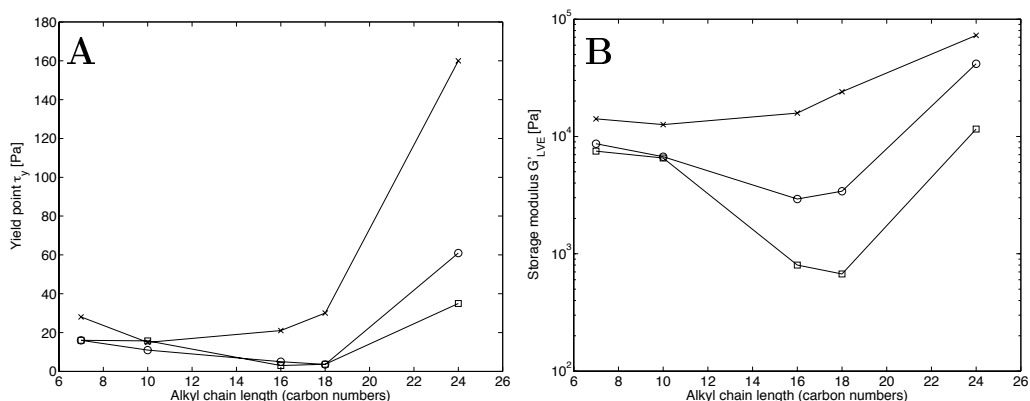 A
180
160
140
120
100
80
60
40
20
0
6 8 10 12 14 16 18 20 22 24 26
Yield point τy [Pa]
Alkyl chain length (carbon numbers)
B
10^5
10^4
10^3
10^2
6 8 10 12 14 16 18 20 22 24 26
Storage modulus G'LVE [Pa]
Alkyl chain length (carbon numbers)